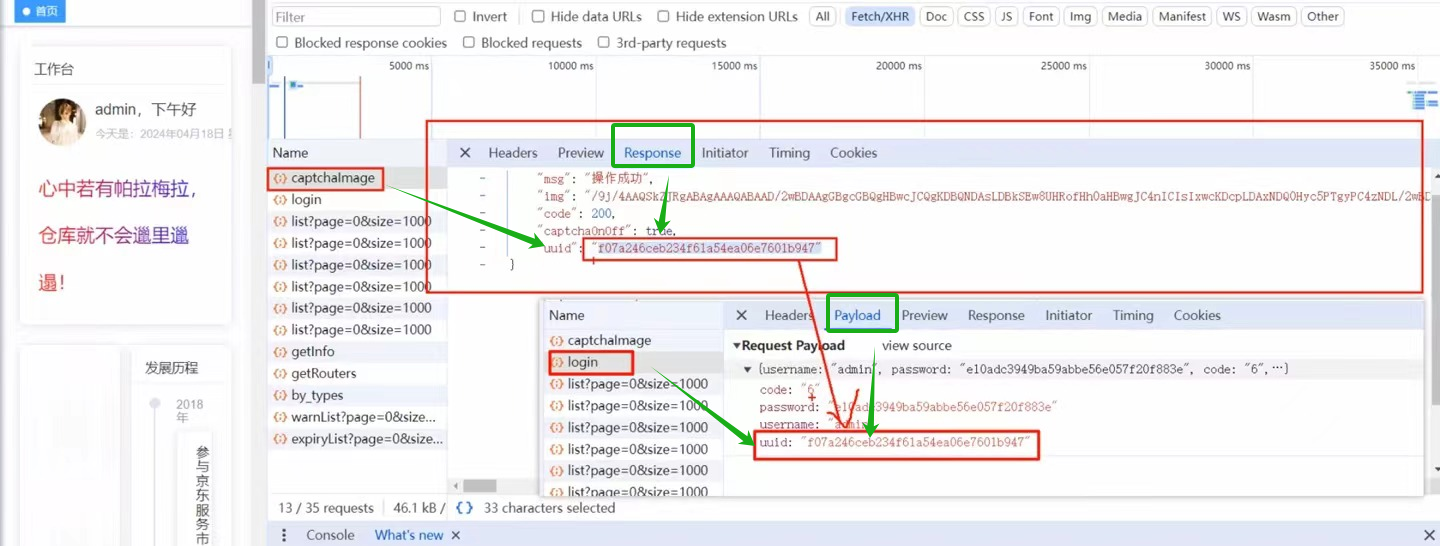 首页
工作台
admin，下午好
今天是：2024年04月18日
心中若有帕拉梅拉，
仓库就不会邋里邋
遢！
发展历程
2018
年
参与京东服务市
Filter
Invert
Hide data URLs
Hide extension URLs
All
Fetch/XHR
Doc
CSS
JS
Font
Img
Media
Manifest
WS
Wasm
Other
Blocked response cookies
Blocked requests
3rd-party requests
5000 ms
10000 ms
15000 ms
20000 ms
25000 ms
30000 ms
35000 ms
Name
captchaImage
login
list?page=0&size=1000
list?page=0&size=1000
list?page=0&size=1000
list?page=0&size=1000
list?page=0&size=1000
list?page=0&size=1000
getInfo
getRouters
by_types
warnList?page=0&size...
expiryList?page=0&size...
Headers
Preview
Response
Initiator
Timing
Cookies
"msg": "操作成功",
"img":
"code": 200,
"captchaOnOff": true,
"uuid": "f07a246ceb234f61a54ea06e7601b947"
}
Name
captchaImage
login
list?page=0&size=1000
list?page=0&size=1000
list?page=0&size=1000
list?page=0&size=1000
list?page=0&size=1000
list?page=0&size=1000
Headers
Payload
Preview
Response
Initiator
Timing
Cookies
Request Payload
view source
{username: "admin", password: "e10adc3949ba59abbe56e057f20f883e", code: "6",…}
code: "6"
password: "e10adc3949ba59abbe56e057f20f883e"
username: "admin
uuid: "f07a246ceb234f61a54ea06e7601b947"
13 / 35 requests
46.1 kB /
{ }
33 characters selected
Console
What's new